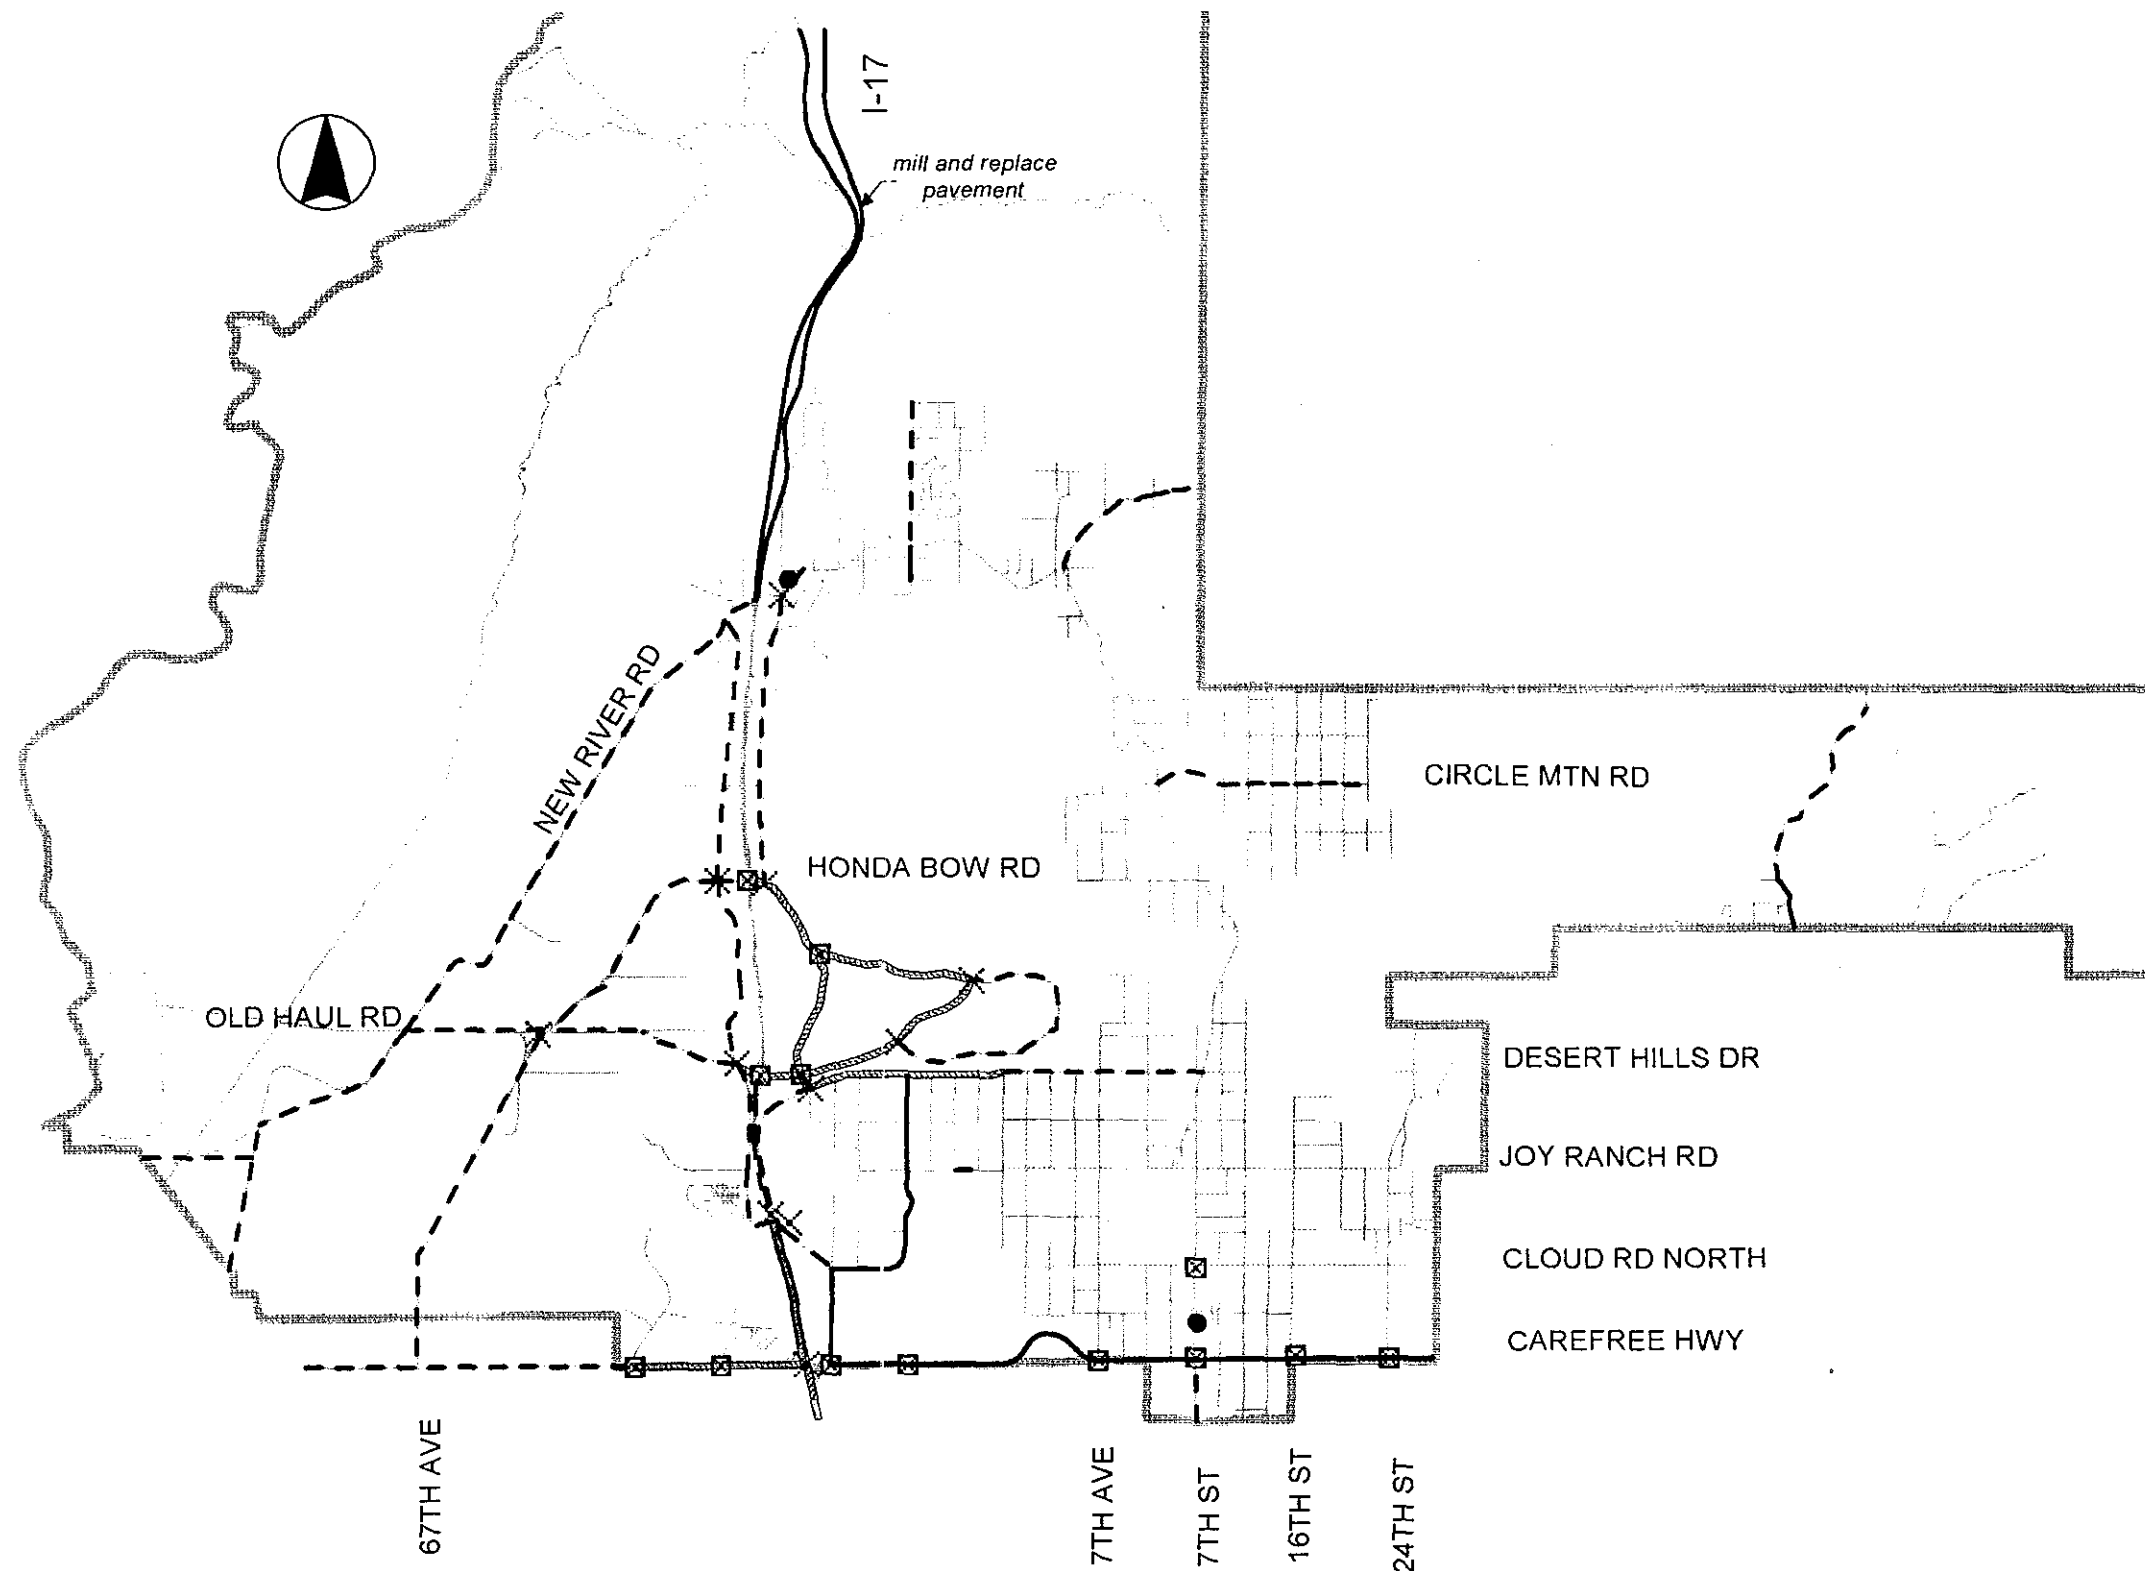 I-17
mill and replace
pavement
NEW RIVER RD
CIRCLE MTN RD
HONDA BOW RD
OLD HAUL RD
DESERT HILLS DR
JOY RANCH RD
CLOUD RD NORTH
CAREFREE HWY
67TH AVE
7TH AVE
7TH ST
16TH ST
24TH ST